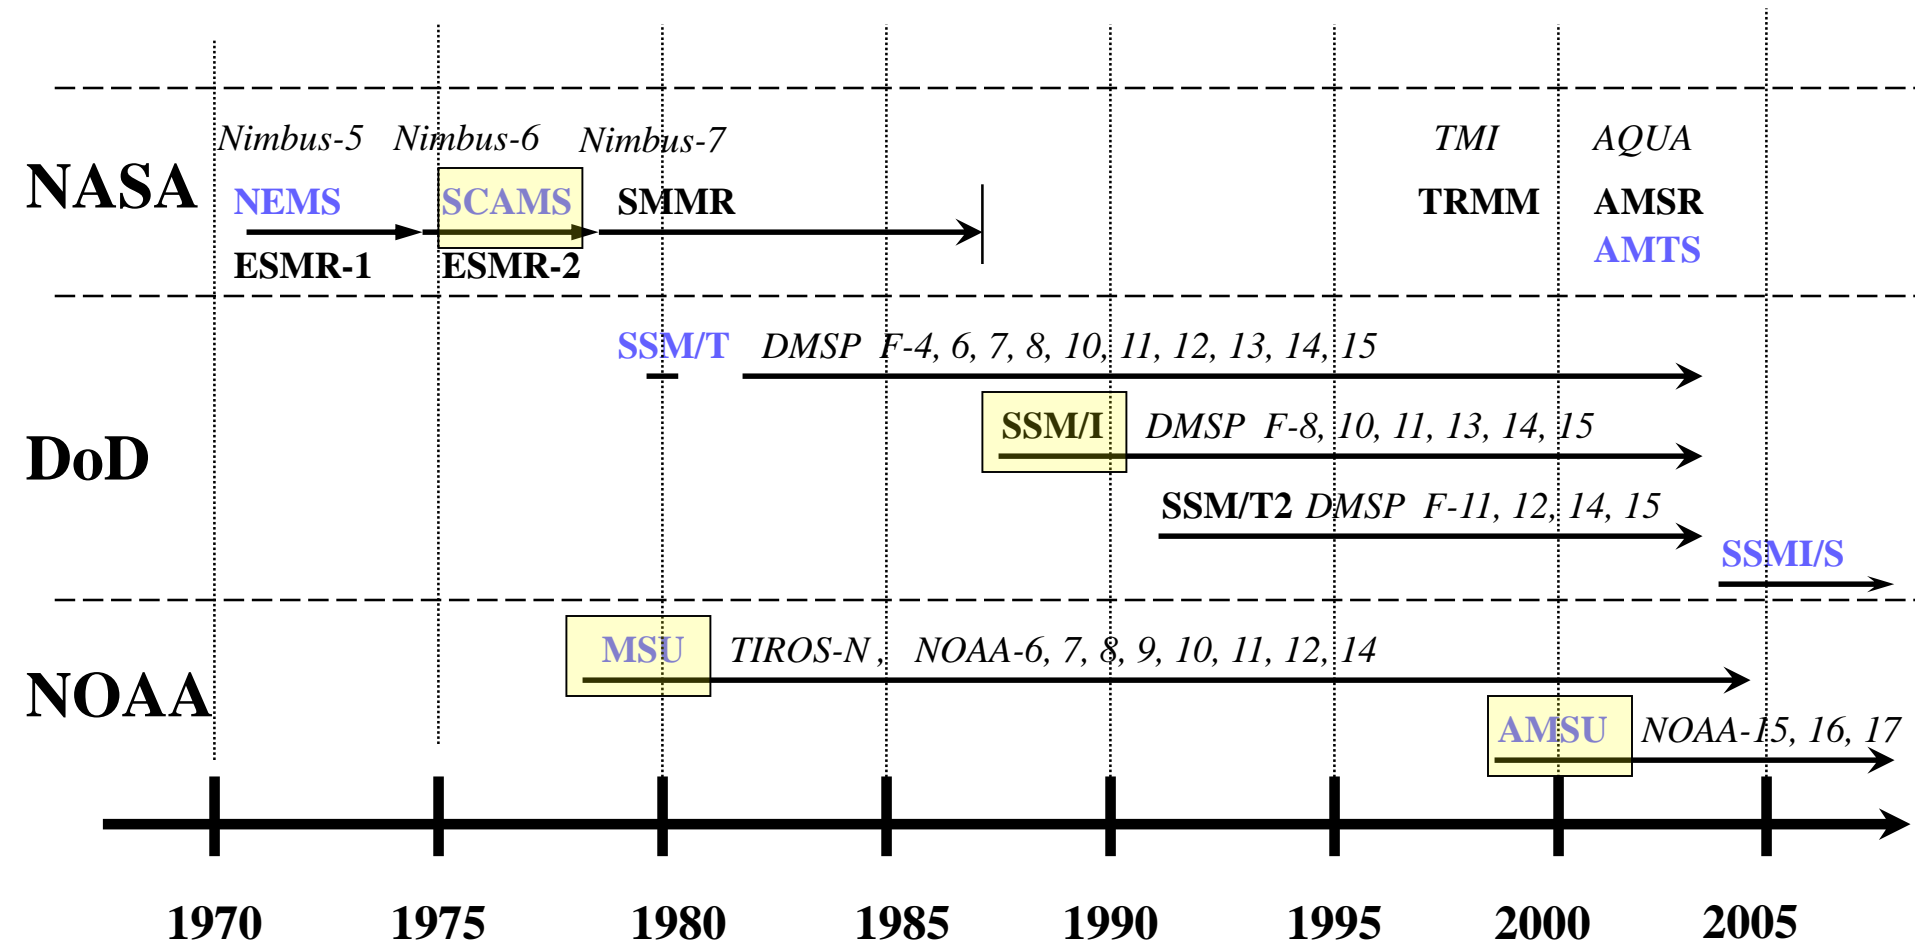 Nimbus-5 Nimbus-6 Nimbus-7 TMI AQUA
NASA
NEMS SCAMS SMMR TRMM AMSR
AMTS
ESMR-1 ESMR-2
SSM/T DMSP F-4, 6, 7, 8, 10, 11, 12, 13, 14, 15
SSM/I DMSP F-8, 10, 11, 13, 14, 15
DoD
SSM/T2 DMSP F-11, 12, 14, 15
SSMI/S
MSU TIROS-N , NOAA-6, 7, 8, 9, 10, 11, 12, 14
NOAA
AMSU NOAA-15, 16, 17
1970 1975 1980 1985 1990 1995 2000 2005